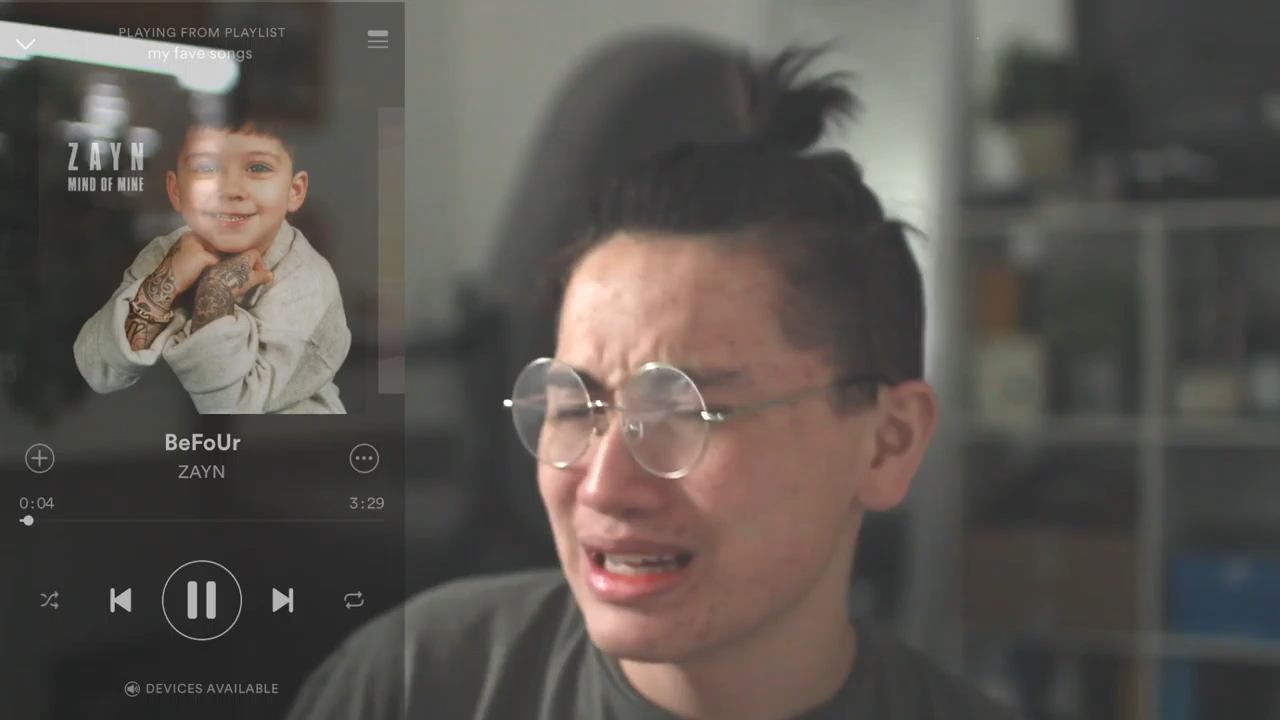 PLAYING FROM PLAYLIST
my fave songs
ZAYN
MIND OF MINE
BeFoUr
ZAYN
0:04
3:29
DEVICES AVAILABLE